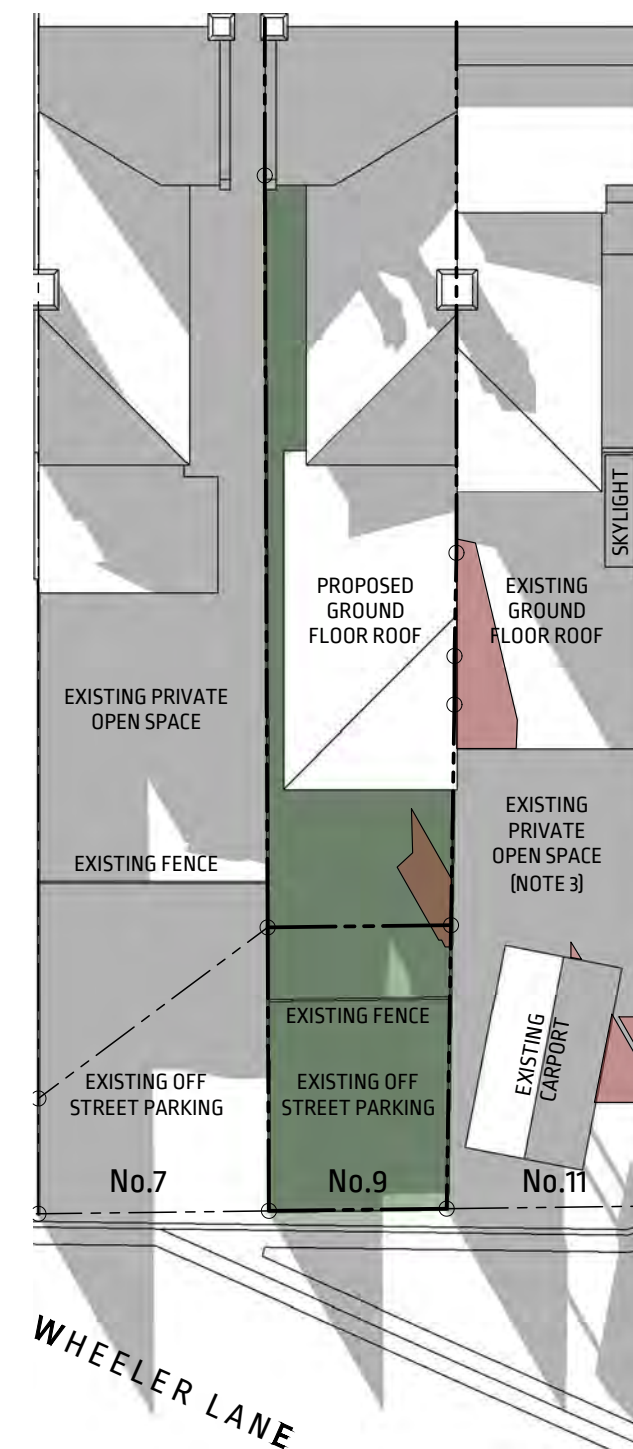 SKYLIGHT
PROPOSED
GROUND
FLOOR ROOF
EXISTING
GROUND
FLOOR ROOF
EXISTING PRIVATE
OPEN SPACE
EXISTING
PRIVATE
OPEN SPACE
(NOTE 3)
EXISTING FENCE
EXISTING FENCE
EXISTING
CARPORT
EXISTING OFF
STREET PARKING
EXISTING OFF
STREET PARKING
No.7
No.9
No.11
WHEELER LANE